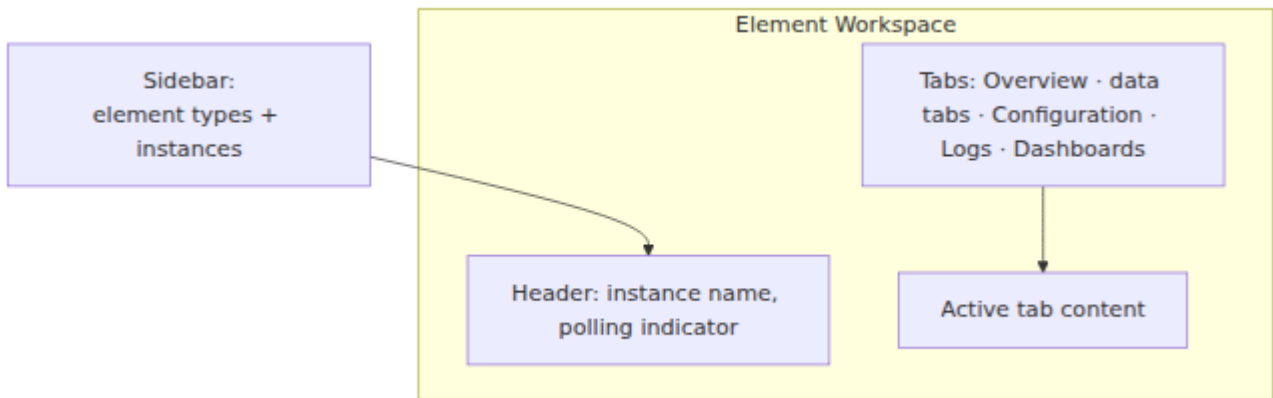 Element Workspace
Sidebar:
element types +
instances
Tabs: Overview · data
tabs · Configuration ·
Logs · Dashboards
Header: instance name,
polling indicator
Active tab content